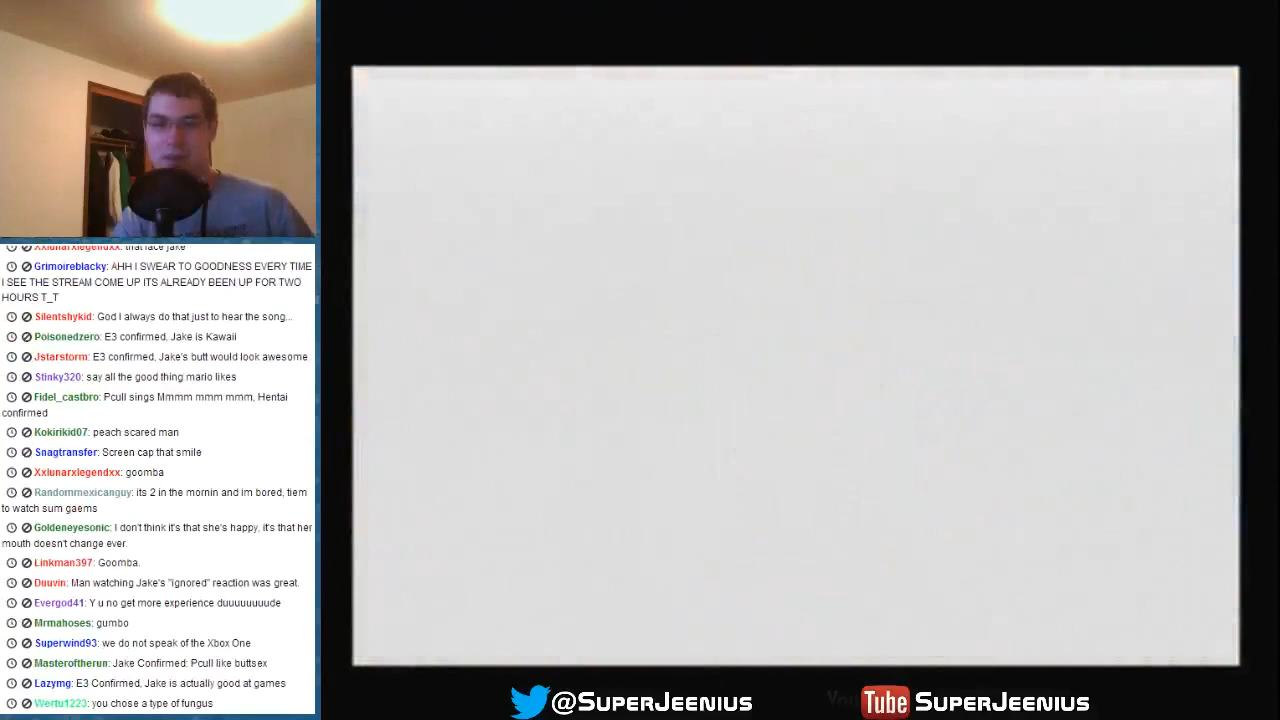 Xxlunarxlegendxx: that face jake
Grimoireblacky: AHH I SWEAR TO GOODNESS EVERY TIME
I SEE THE STREAM COME UP ITS ALREADY BEEN UP FOR TWO
HOURS T_T
Silentshykid: God I always do that just to hear the song...
Poisonedzero: E3 confirmed, Jake is Kawaii
Jstarstorm: E3 confirmed, Jake's butt would look awesome
Stinky320: say all the good thing mario likes
Fidel_castbro: Pcull sings Mmmm mmm mmm, Hentai
confirmed
Kokirikid07: peach scared man
Snagtransfer: Screen cap that smile
Xxlunarxlegendxx: goomba
Randommexicanguy: its 2 in the mornin and im bored, tiem
to watch sum gaems
Goldeneyesonic: I don't think it's that she's happy, it's that her
mouth doesn't change ever.
Linkman397: Goomba.
Duuvin: Man watching Jake's "ignored" reaction was great.
Evergod41: Y u no get more experience duuuuuuuude
Mrmahoses: gumbo
Superwind93: we do not speak of the Xbox One
Masteroftherun: Jake Confirmed: Pcull like buttsex
Lazymg: E3 Confirmed, Jake is actually good at games
Wertu1223: you chose a type of fungus
@SuperJeenius
You Tube SuperJeenius